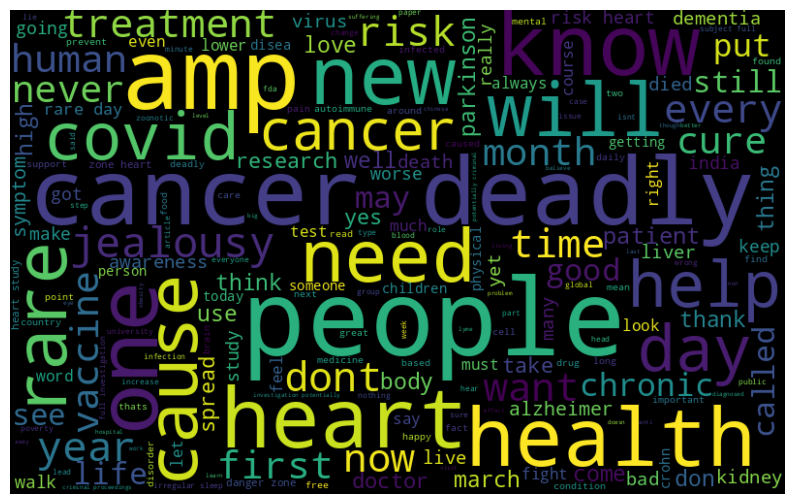 going treatment virus risk risk heart dementia
suffering paper lie mental subject full
even lower disea love infected know put found
human amp new always really course died still
never prevent minute fda parkinson will every
rare day autoimmune around case two isnt
high zoonotic level covid cancer pain issue month getting cure
said research well death caused daily
support zone heart deadly worse india right thing
symptom got care cancer deadly
step make jealousy awareness test read yes may much physical patient keep
article food type blood role yet liver
rare person big everyone need time good find
point someone think next group children look thank help
heart study today great many mean global problem
country vaccine one cause use people week cell part head day
university study medicine based must take drug long
word infection spread feel want chronic called
increase dont body hear public
thats full investigation investigation potentially nothing important diagnosed
see poverty hospital heart say sure alzheimer
year let first happy fact now live march fight come bad don crohn kidney
walk life lead disorder danger zone free doctor condition health
criminal proceedings irregular sleep learn